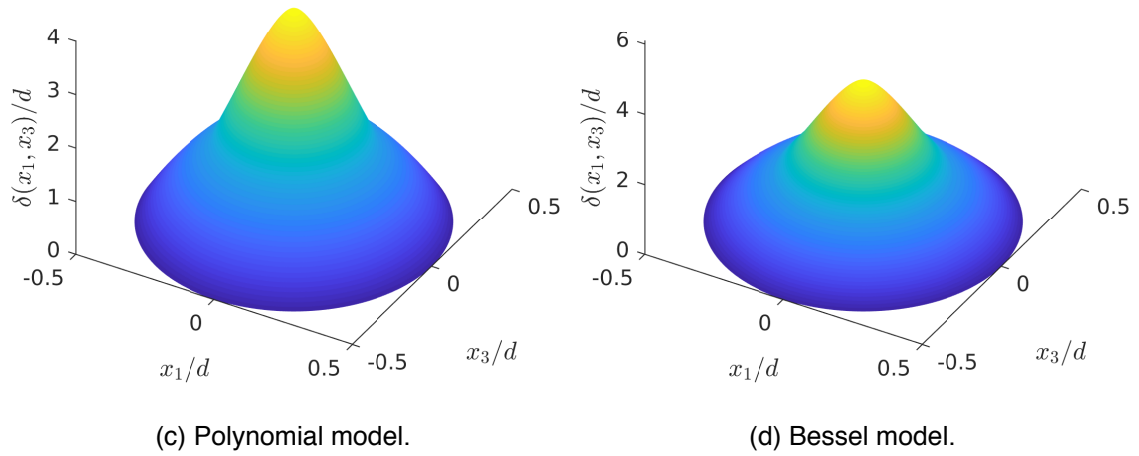 4
3
2
1
0
δ(x₁, x₃)/d
-0.5
0
0.5
x₁/d
-0.5
0
0.5
x₃/d
(c) Polynomial model.
6
4
2
0
δ(x₁, x₃)/d
-0.5
0
0.5
x₁/d
-0.5
0
0.5
x₃/d
(d) Bessel model.